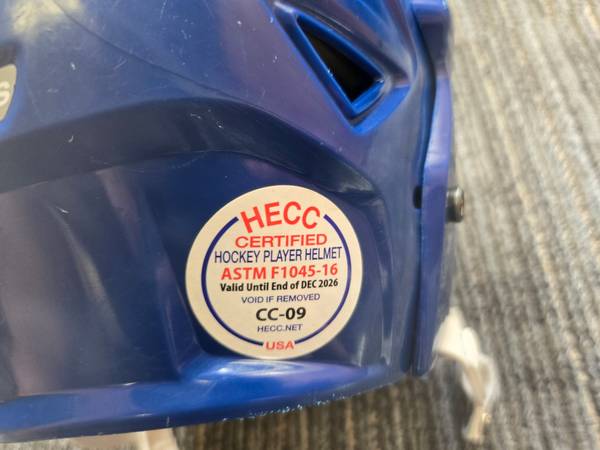 S
HECC
CERTIFIED
HOCKEY PLAYER HELMET
ASTM F1045-16
Valid Until End of DEC 2026
VOID IF REMOVED
CC-09
HECC.NET
USA